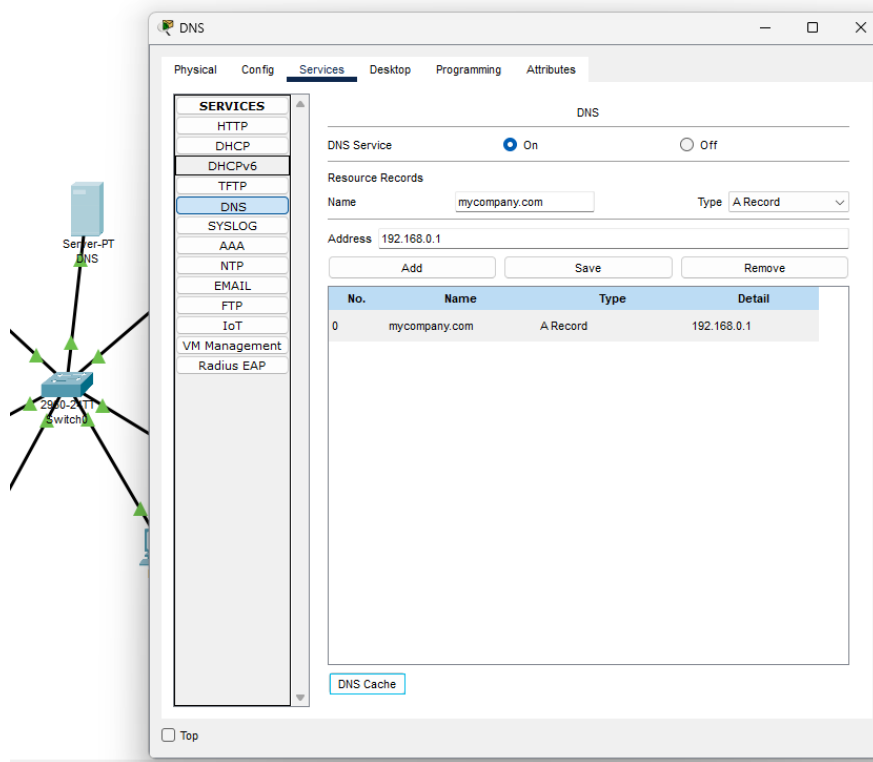 DNS
Physical Config Services Desktop Programming Attributes
SERVICES
HTTP
DHCP
DHCPv6
TFTP
DNS
SYSLOG
AAA
NTP
EMAIL
FTP
IoT
VM Management
Radius EAP
DNS
DNS Service On Off
Resource Records
Name mycompany.com Type A Record
Address 192.168.0.1
Add Save Remove
No. Name Type Detail
0 mycompany.com A Record 192.168.0.1
DNS Cache
Top
Server-PT
DNS
2960-24TT
Switch0